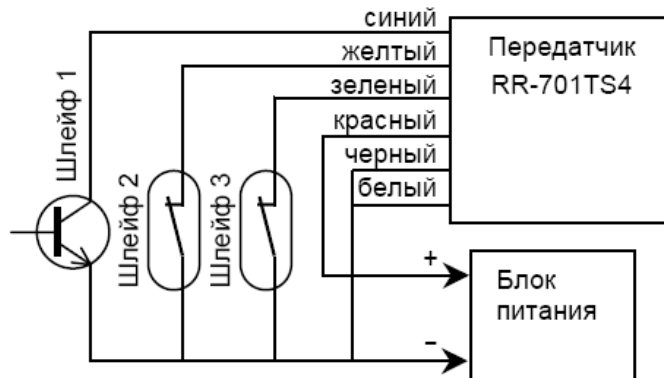 синий
желтый
зеленый
красный
черный
белый
Передатчик
RR-701TS4
Шлейф 1
Шлейф 2
Шлейф 3
+
Блок
питания
−